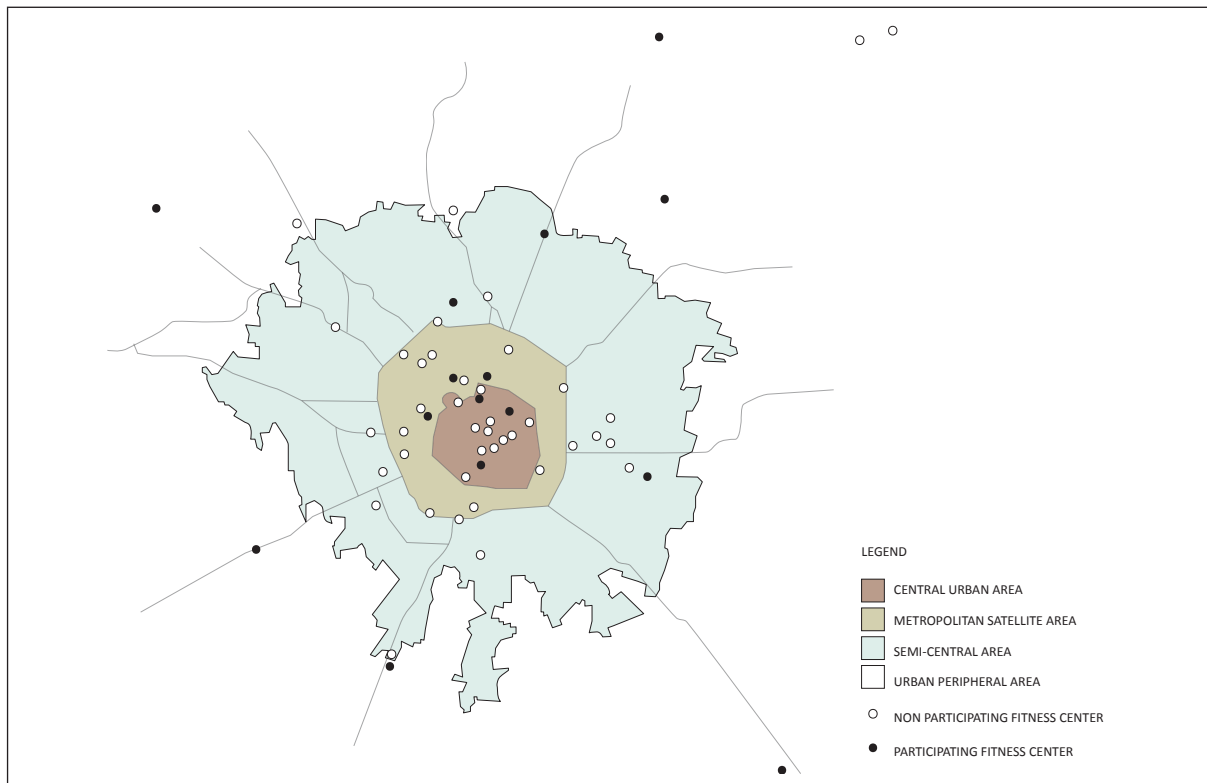 LEGEND
CENTRAL URBAN AREA
METROPOLITAN SATELLITE AREA
SEMI-CENTRAL AREA
URBAN PERIPHERAL AREA
NON PARTICIPATING FITNESS CENTER
PARTICIPATING FITNESS CENTER